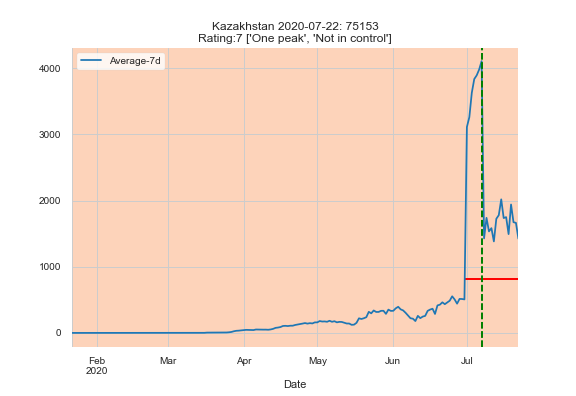 Kazakhstan 2020-07-22: 75153
Rating:7 ['One peak', 'Not in control']
Average-7d
4000
3000
2000
1000
0
Feb Mar Apr May Jun Jul
2020
Date